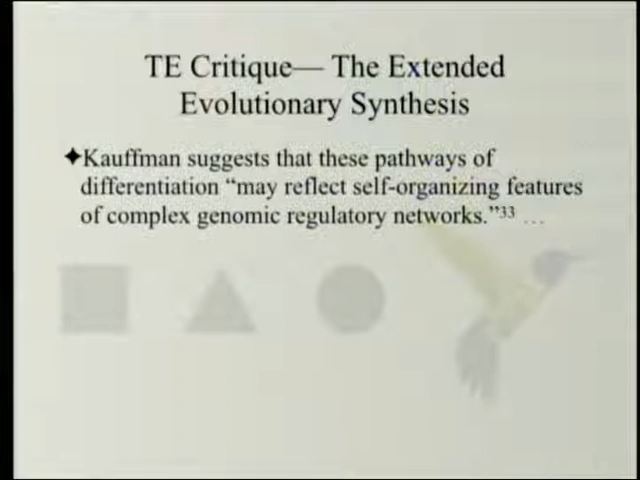 TE Critique— The Extended
Evolutionary Synthesis
✦Kauffman suggests that these pathways of
differentiation “may reflect self-organizing features
of complex genomic regulatory networks.”33 …